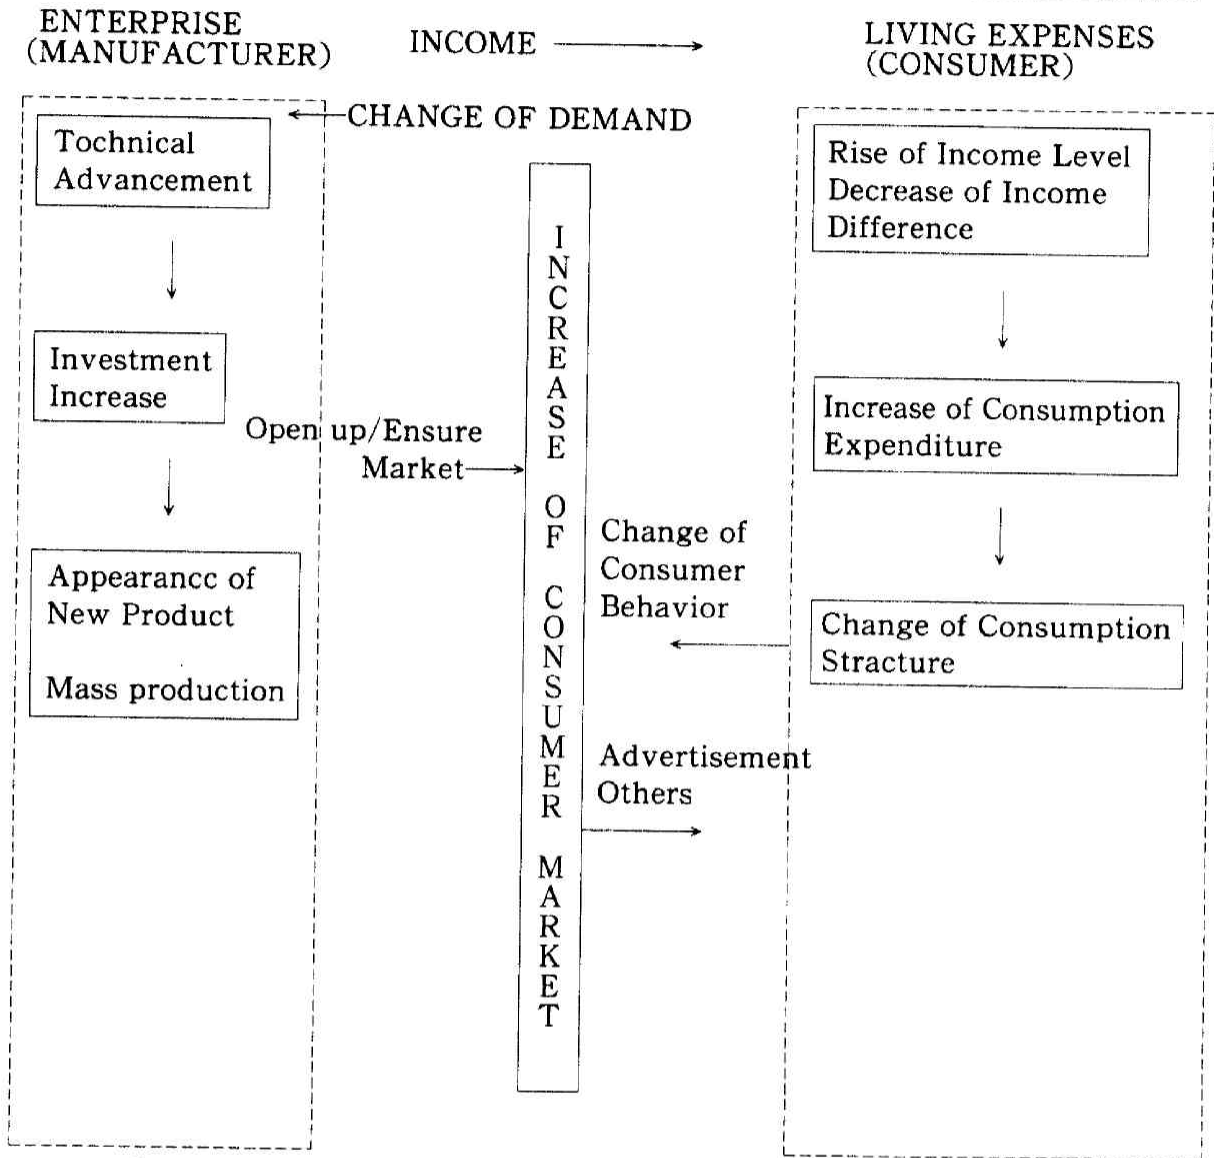 ENTERPRISE
(MANUFACTURER)
INCOME
LIVING EXPENSES
(CONSUMER)
CHANGE OF DEMAND
Tochnical
Advancement
Investment
Increase
Appearancc of
New Product
Mass production
Open up/Ensure
Market
INCREASE OF CONSUMER MARKET
Change of
Consumer
Behavior
Advertisement
Others
Rise of Income Level
Decrease of Income
Difference
Increase of Consumption
Expenditure
Change of Consumption
Stracture